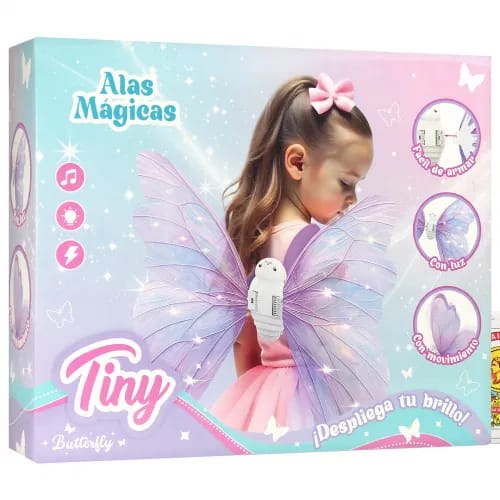 Alas
Mágicas
Fácil de armar
Con luz
Con movimiento
Tiny
Butterfly
¡Despliega tu brillo!